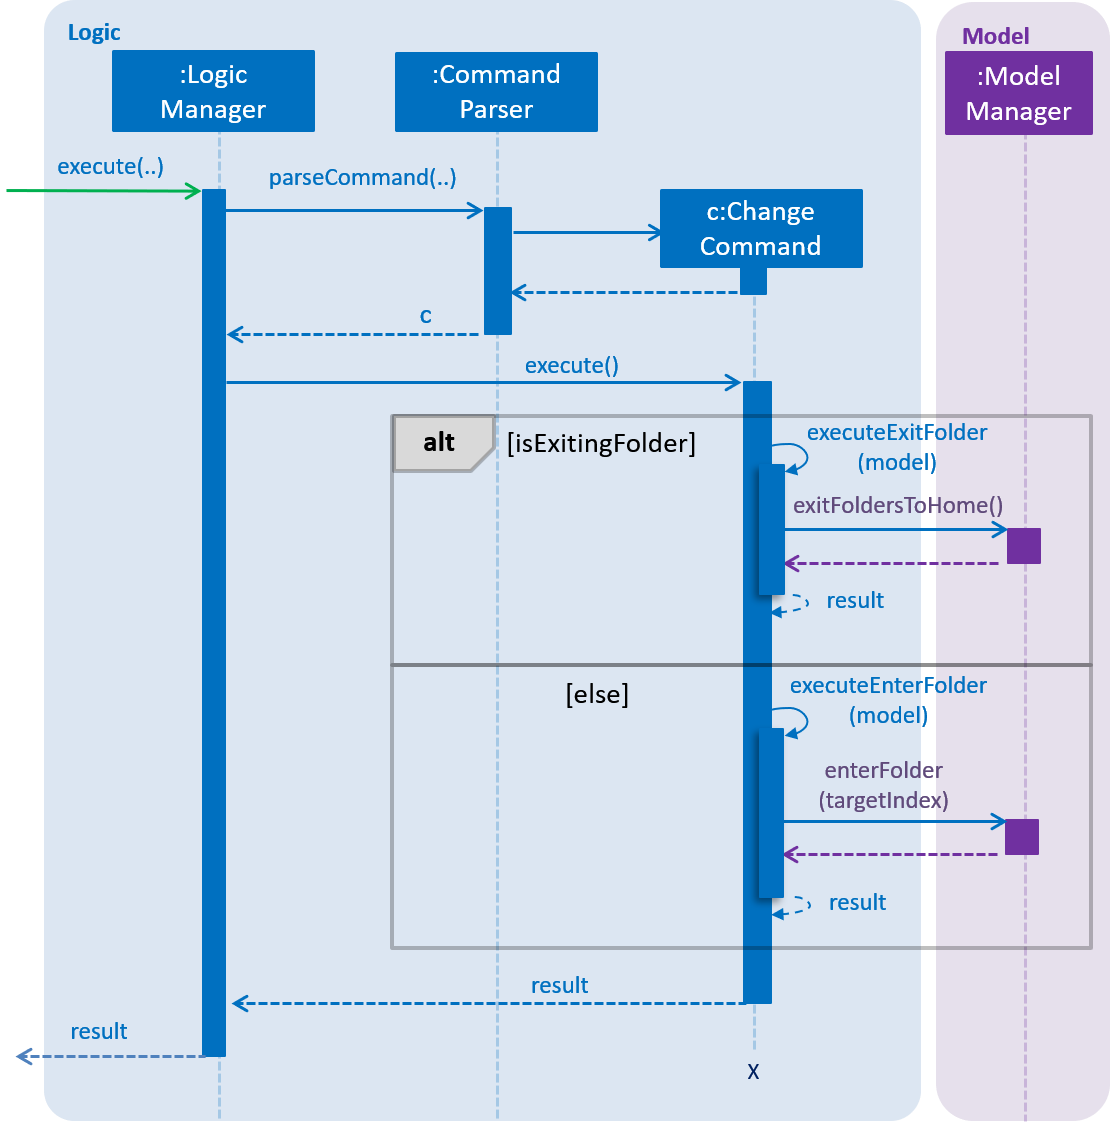 Logic
Model
:Logic
Manager
:Command
Parser
:Model
Manager
execute(..)
parseCommand(..)
c:Change
Command
c
execute()
alt
[isExitingFolder]
executeExitFolder
(model)
exitFoldersToHome()
result
[else]
executeEnterFolder
(model)
enterFolder
(targetIndex)
result
result
result
X